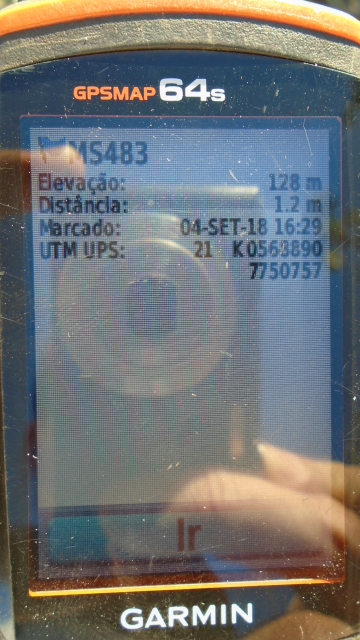 GPSMAP 64s
MS483
Elevação: 128 m
Distância: 1.2 m
Marcado: 04-SET-18 16:29
UTM UPS: 21 K 0568890
7750757
Ir
GARMIN